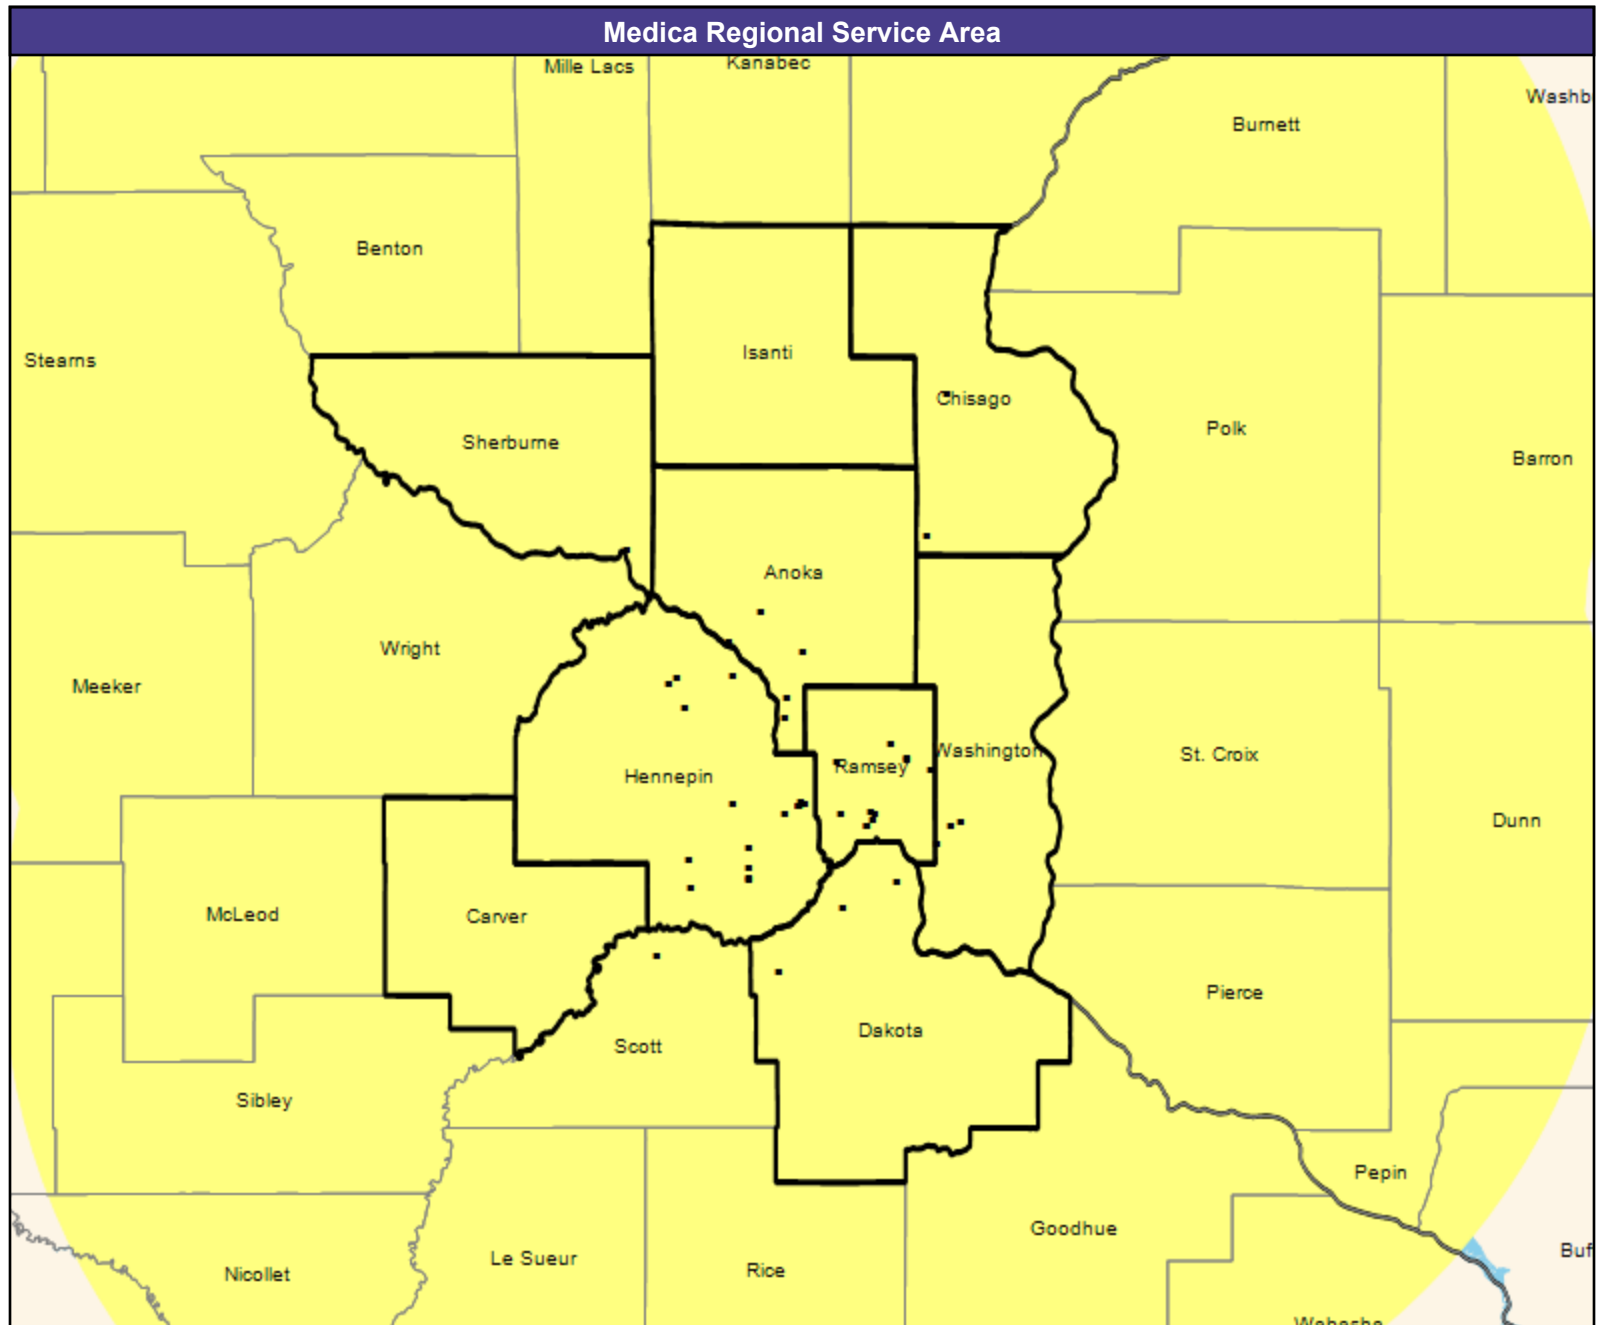 Medica Regional Service Area
Mille Lacs
Kanabec
Washb
Burnett
Benton
Isanti
Stearns
Chisago
Polk
Sherburne
Barron
Anoka
Wright
Meeker
Washington
St. Croix
Ramsey
Hennepin
Dunn
McLeod
Carver
Pierce
Dakota
Scott
Sibley
Pepin
Goodhue
Buf
Le Sueur
Rice
Nicollet